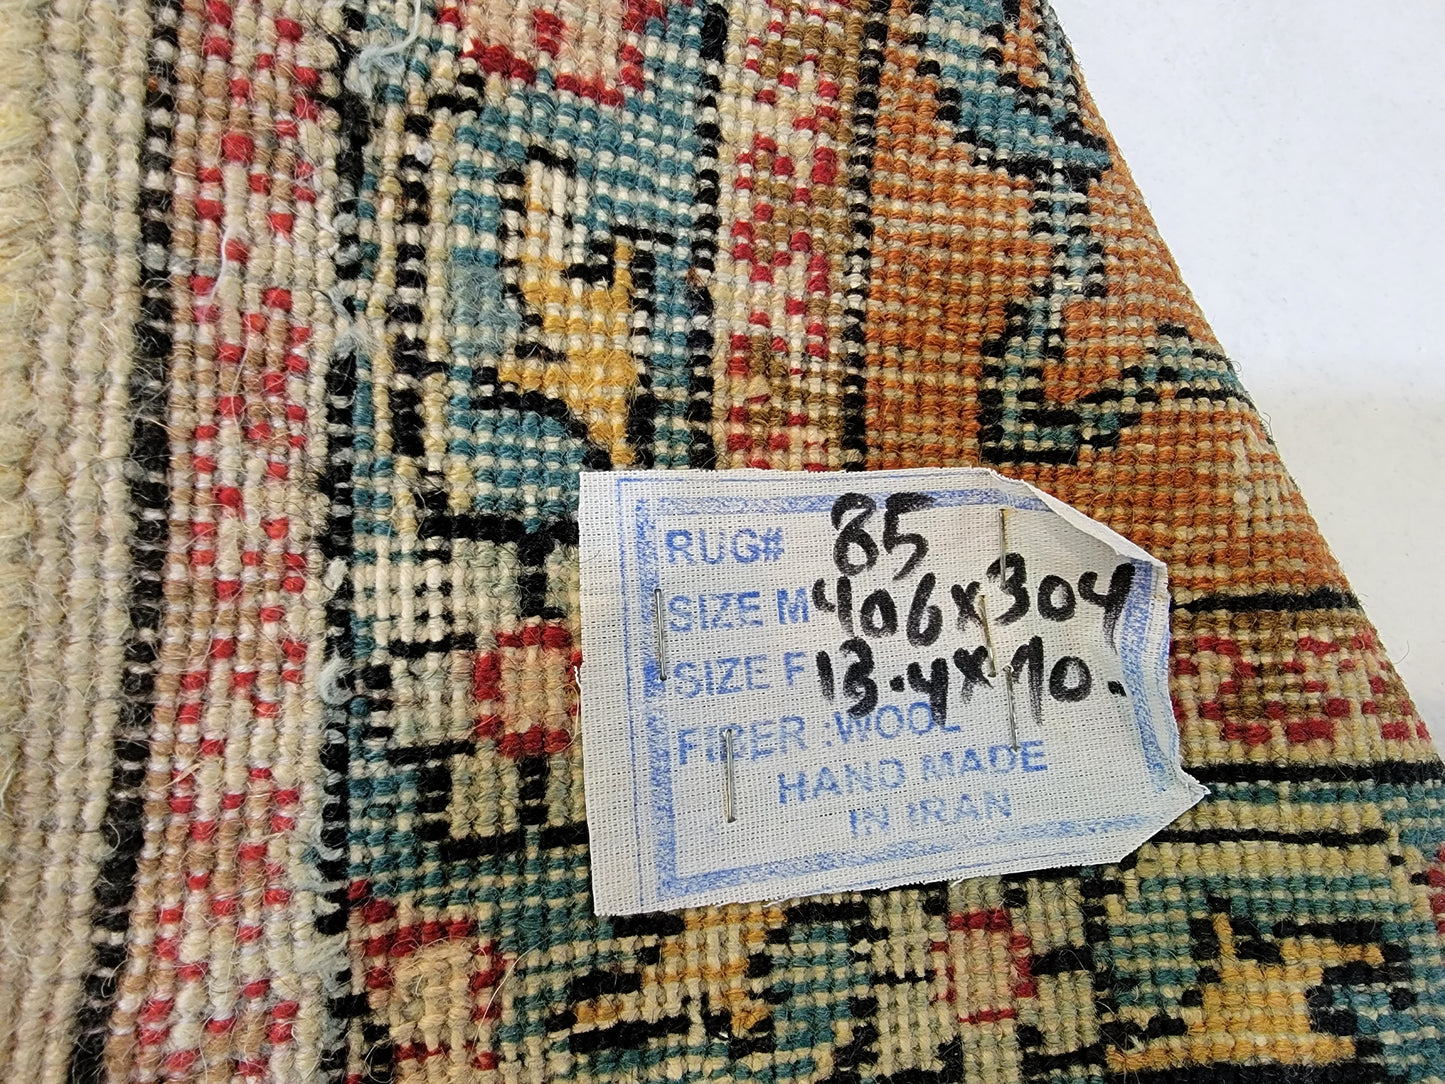 RUG# 85
SIZE M 406x304
SIZE F 13.4x10.
FIBER :WOOL
HAND MADE
IN IRAN